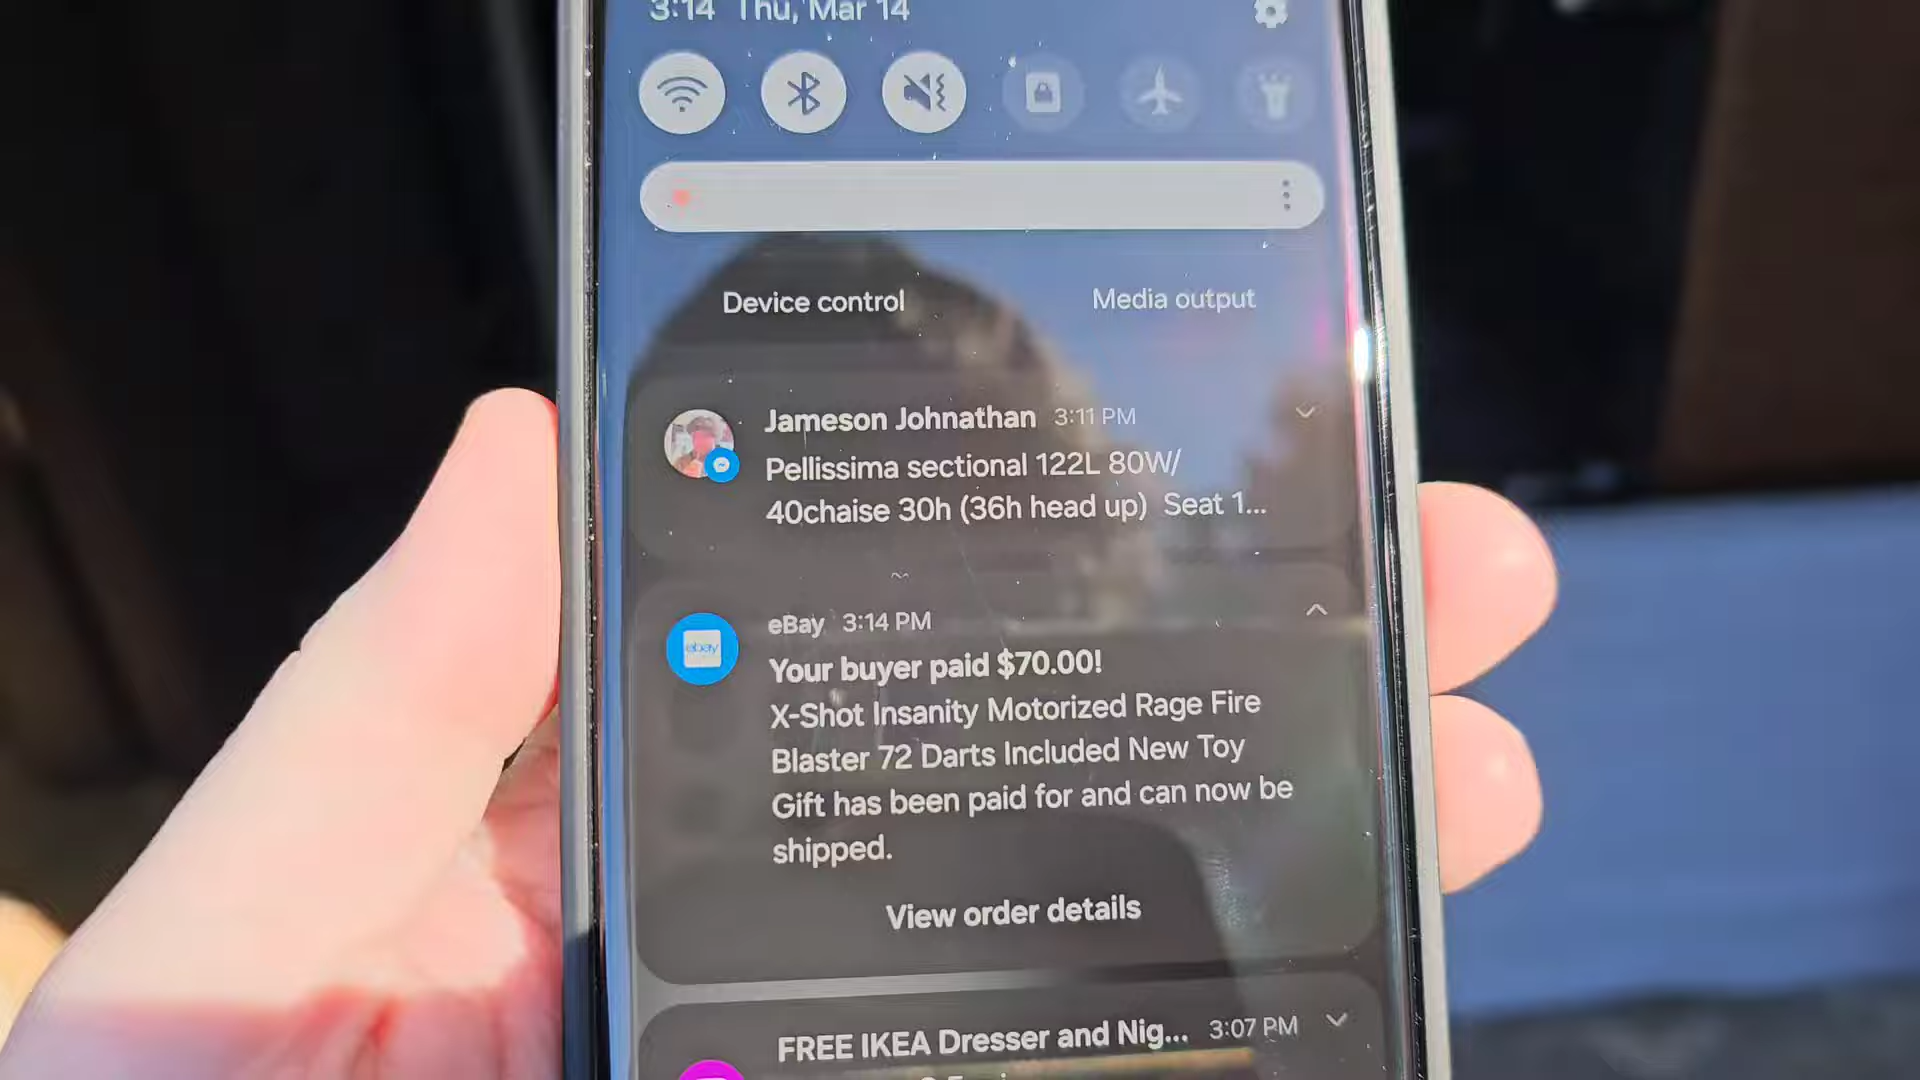 3:14 Thu, Mar 14
Device control
Media output
Jameson Johnathan 3:11 PM
Pellissima sectional 122L 80W/
40chaise 30h (36h head up) Seat 1...
ebay
eBay 3:14 PM
Your buyer paid $70.00!
X-Shot Insanity Motorized Rage Fire
Blaster 72 Darts Included New Toy
Gift has been paid for and can now be
shipped.
View order details
FREE IKEA Dresser and Nig... 3:07 PM